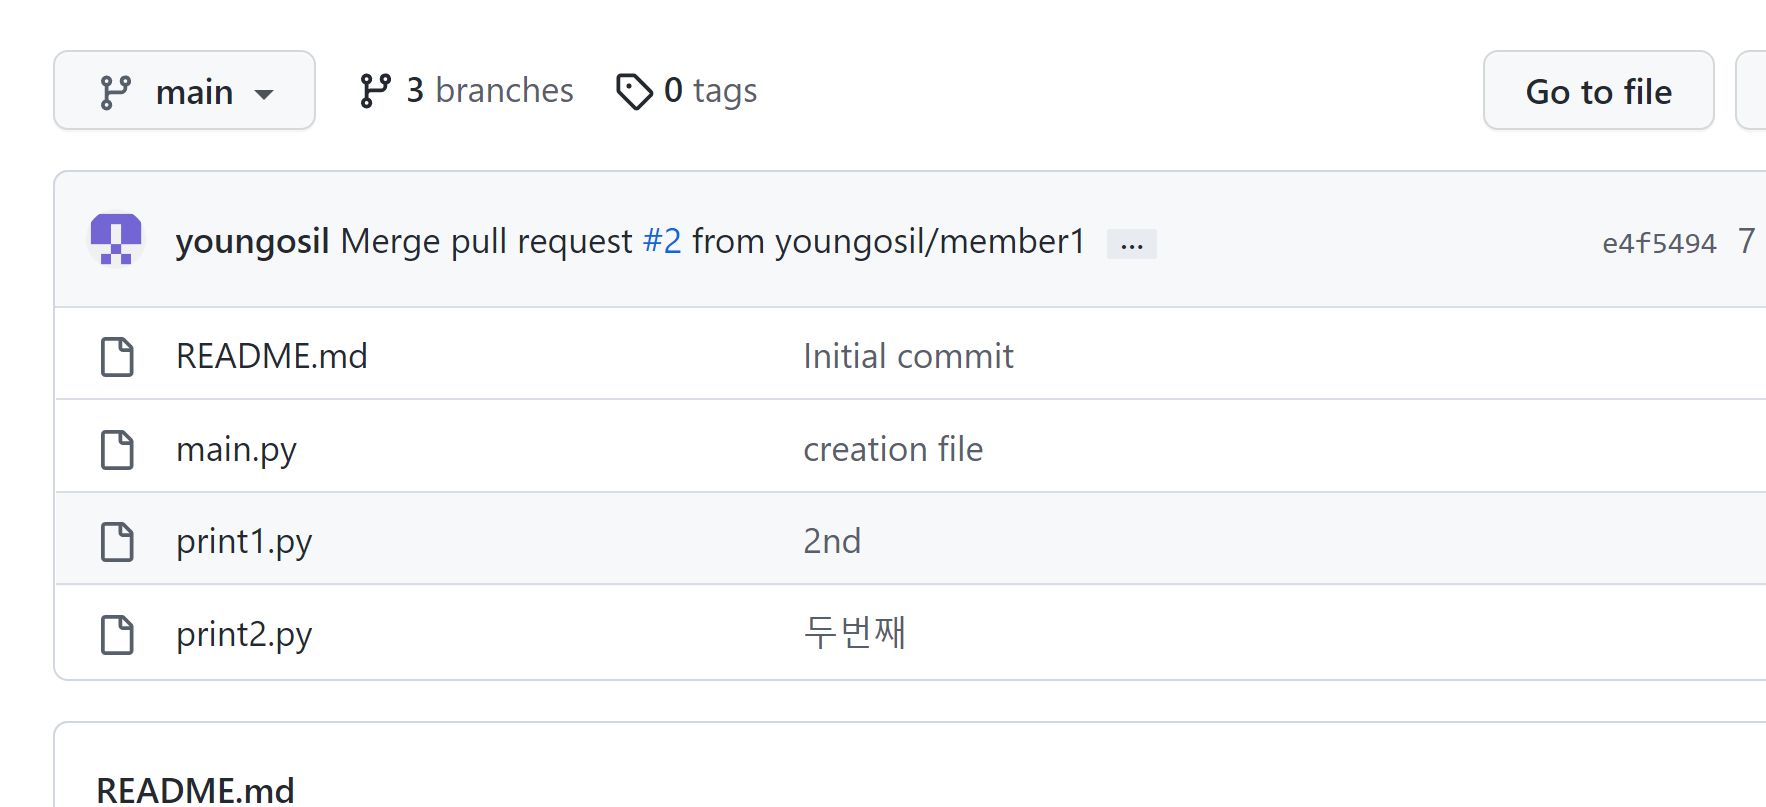 main 3 branches 0 tags Go to file
youngosil Merge pull request #2 from youngosil/member1 ... e4f5494 7
README.md Initial commit
main.py creation file
print1.py 2nd
print2.py 두번째
README.md